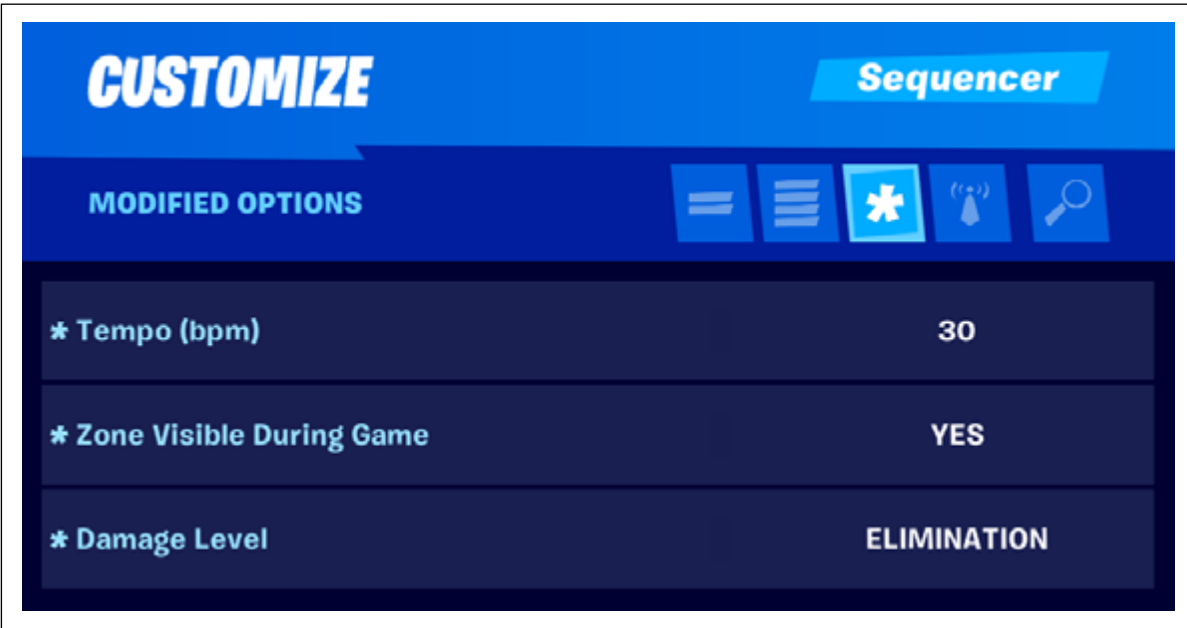 CUSTOMIZE
Sequencer
MODIFIED OPTIONS
* Tempo (bpm) 30
* Zone Visible During Game YES
* Damage Level ELIMINATION